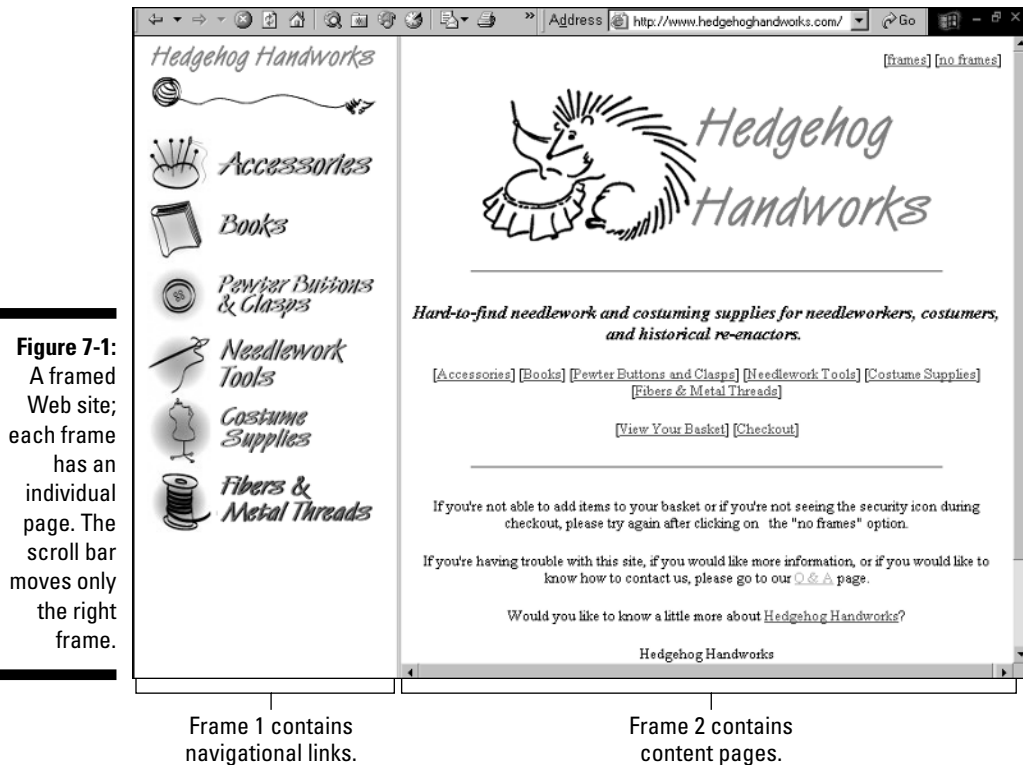 Address http://www.hedgehoghandworks.com/ Go
Hedgehog Handworks
Accessories
Books
Pewter Buttons
& Clasps
Needlework
Tools
Costume
Supplies
Fibers &
Metal Threads
[frames] [no frames]
Hedgehog
Handworks
Hard-to-find needlework and costuming supplies for needleworkers, costumers,
and historical re-enactors.
[Accessories] [Books] [Pewter Buttons and Clasps] [Needlework Tools] [Costume Supplies]
[Fibers & Metal Threads]
[View Your Basket] [Checkout]
If you're not able to add items to your basket or if you're not seeing the security icon during
checkout, please try again after clicking on the "no frames" option.
If you're having trouble with this site, if you would like more information, or if you would like to
know how to contact us, please go to our Q & A page.
Would you like to know a little more about Hedgehog Handworks?
Hedgehog Handworks
Figure 7-1:
A framed
Web site;
each frame
has an
individual
page. The
scroll bar
moves only
the right
frame.
Frame 1 contains
navigational links.
Frame 2 contains
content pages.